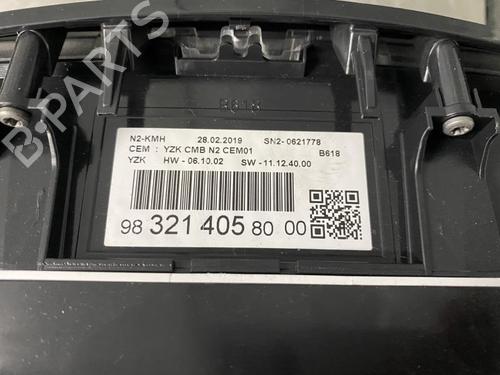 B-PARTS
B618
N2-KMH 28.02.2019 SN2- 0621778
CEM : YZK CMB N2 CEM01 B618
YZK HW - 06.10.02 SW - 11.12.40.00
98 321 405 80 00